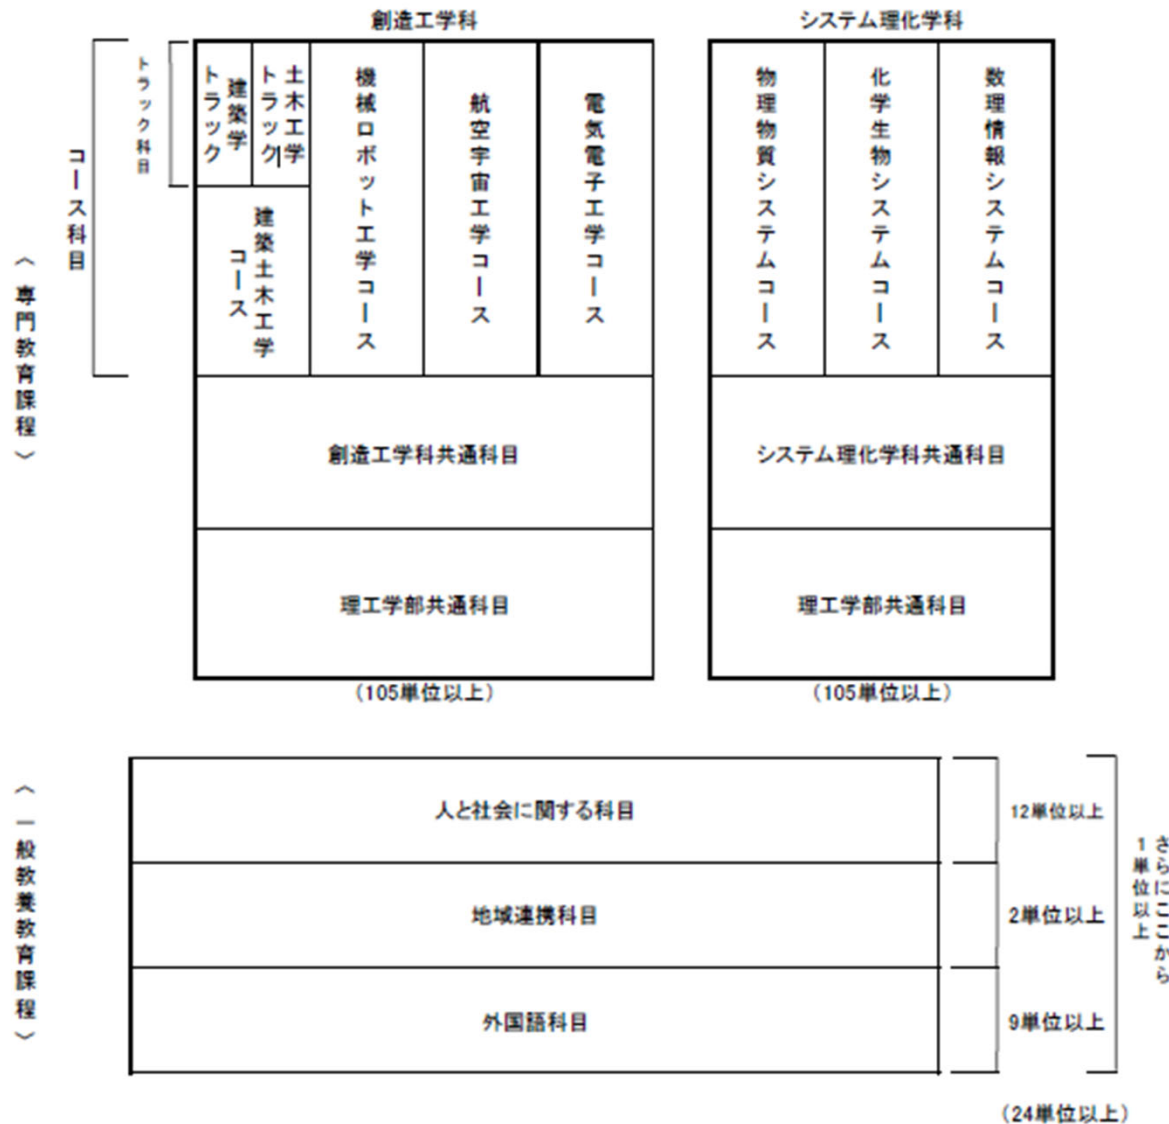 創造工学科
システム理化学科
〈専門教育課程〉
コース科目
トラック科目
建築学
トラック
土木工学
トラック
建築土木工学
コース
機械ロボット工学コース
航空宇宙工学コース
電気電子工学コース
物理物質システムコース
化学生物システムコース
数理情報システムコース
創造工学科共通科目
システム理化学科共通科目
理工学部共通科目
理工学部共通科目
(105単位以上)
(105単位以上)
〈一般教養教育課程〉
人と社会に関する科目
12単位以上
地域連携科目
2単位以上
外国語科目
9単位以上
さらにここから
1単位以上
(24単位以上)